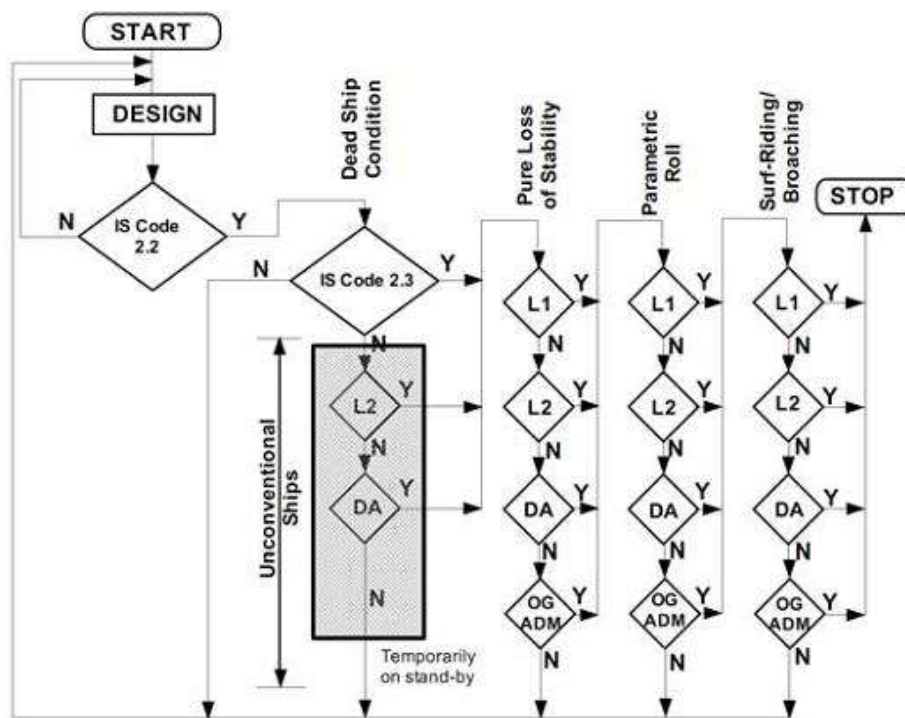 START
DESIGN
N
IS Code
2.2
Y
Dead Ship
Condition
N
IS Code 2.3
Y
Unconventional
Ships
N
L2
Y
N
DA
Y
N
Temporarily
on stand-by
Pure Loss
of Stability
L1
Y
N
L2
Y
N
DA
Y
N
OG
ADM
Y
N
Parametric
Roll
L1
Y
N
L2
Y
N
DA
Y
N
OG
ADM
Y
N
Surf-Riding/
Broaching
L1
Y
N
L2
Y
N
DA
Y
N
OG
ADM
Y
N
STOP